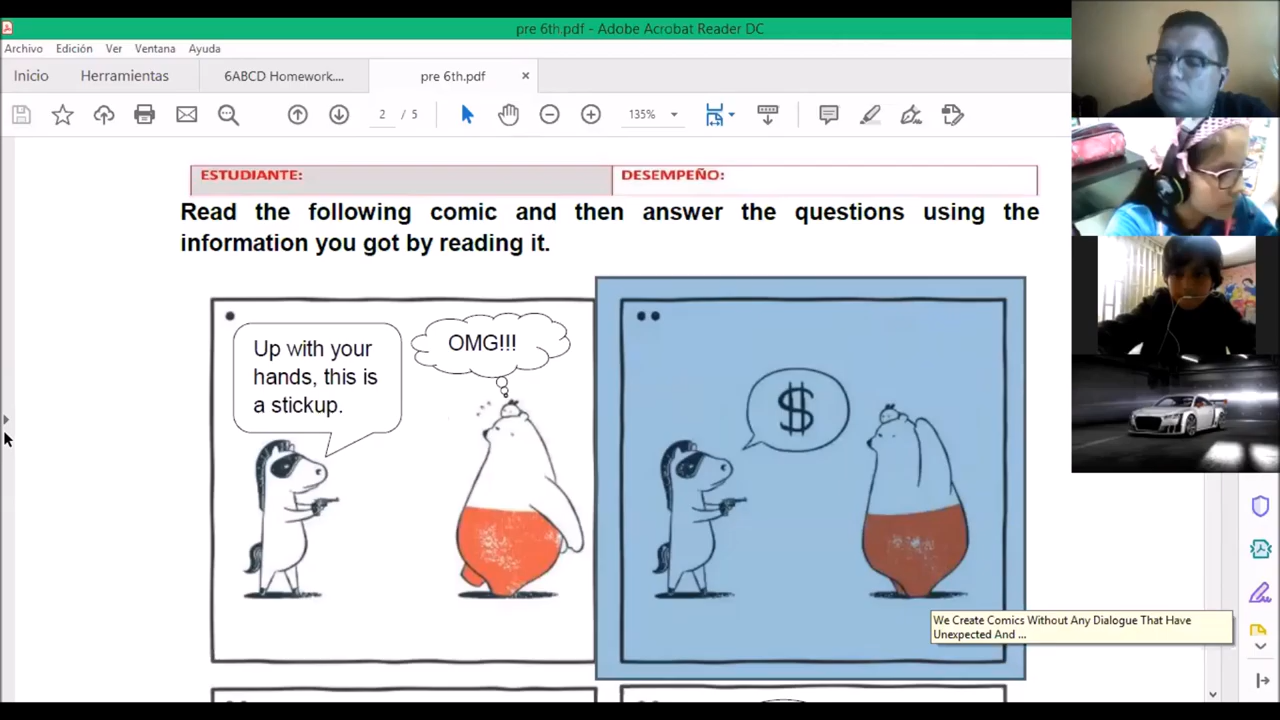 pre 6th.pdf - Adobe Acrobat Reader DC
Archivo Edición Ver Ventana Ayuda
Inicio Herramientas 6ABCD Homework.... pre 6th.pdf ×
2 / 5 135%
ESTUDIANTE: DESEMPEÑO:
Read the following comic and then answer the questions using the
information you got by reading it.
Up with your
hands, this is
a stickup.
OMG!!!
$
We Create Comics Without Any Dialogue That Have
Unexpected And ...